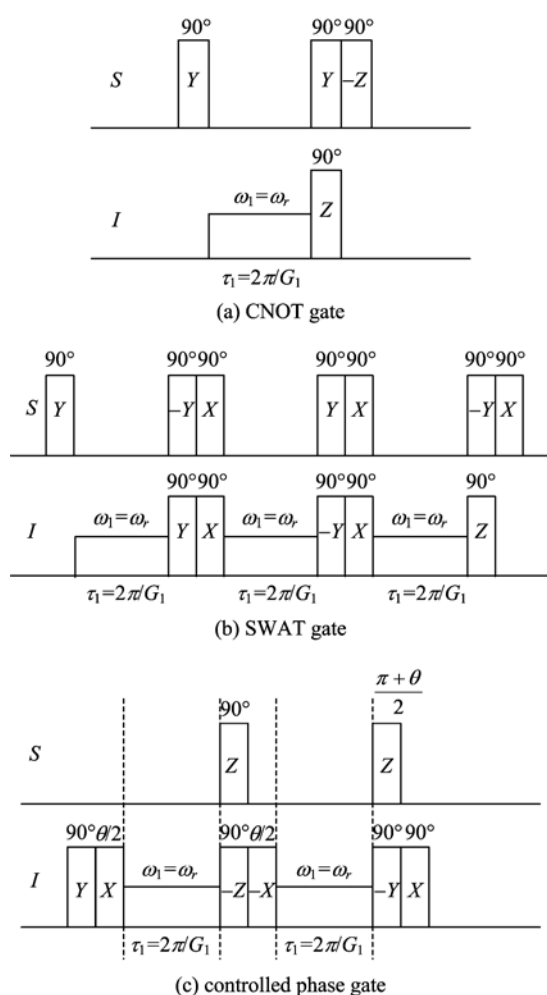 90° 90°90°
S Y Y –Z
90°
I ω₁=ωᵣ Z
τ₁=2π/G₁
(a) CNOT gate
90° 90°90° 90°90° 90°90°
S Y –Y X Y X –Y X
90°90° 90°90° 90°
I ω₁=ωᵣ Y X ω₁=ωᵣ –Y X ω₁=ωᵣ Z
τ₁=2π/G₁ τ₁=2π/G₁ τ₁=2π/G₁
(b) SWAT gate
90° π + θ
2
S Z Z
90°θ/2 90°θ/2 90°90°
I Y X ω₁=ωᵣ –Z –X ω₁=ωᵣ –Y X
τ₁=2π/G₁ τ₁=2π/G₁
(c) controlled phase gate